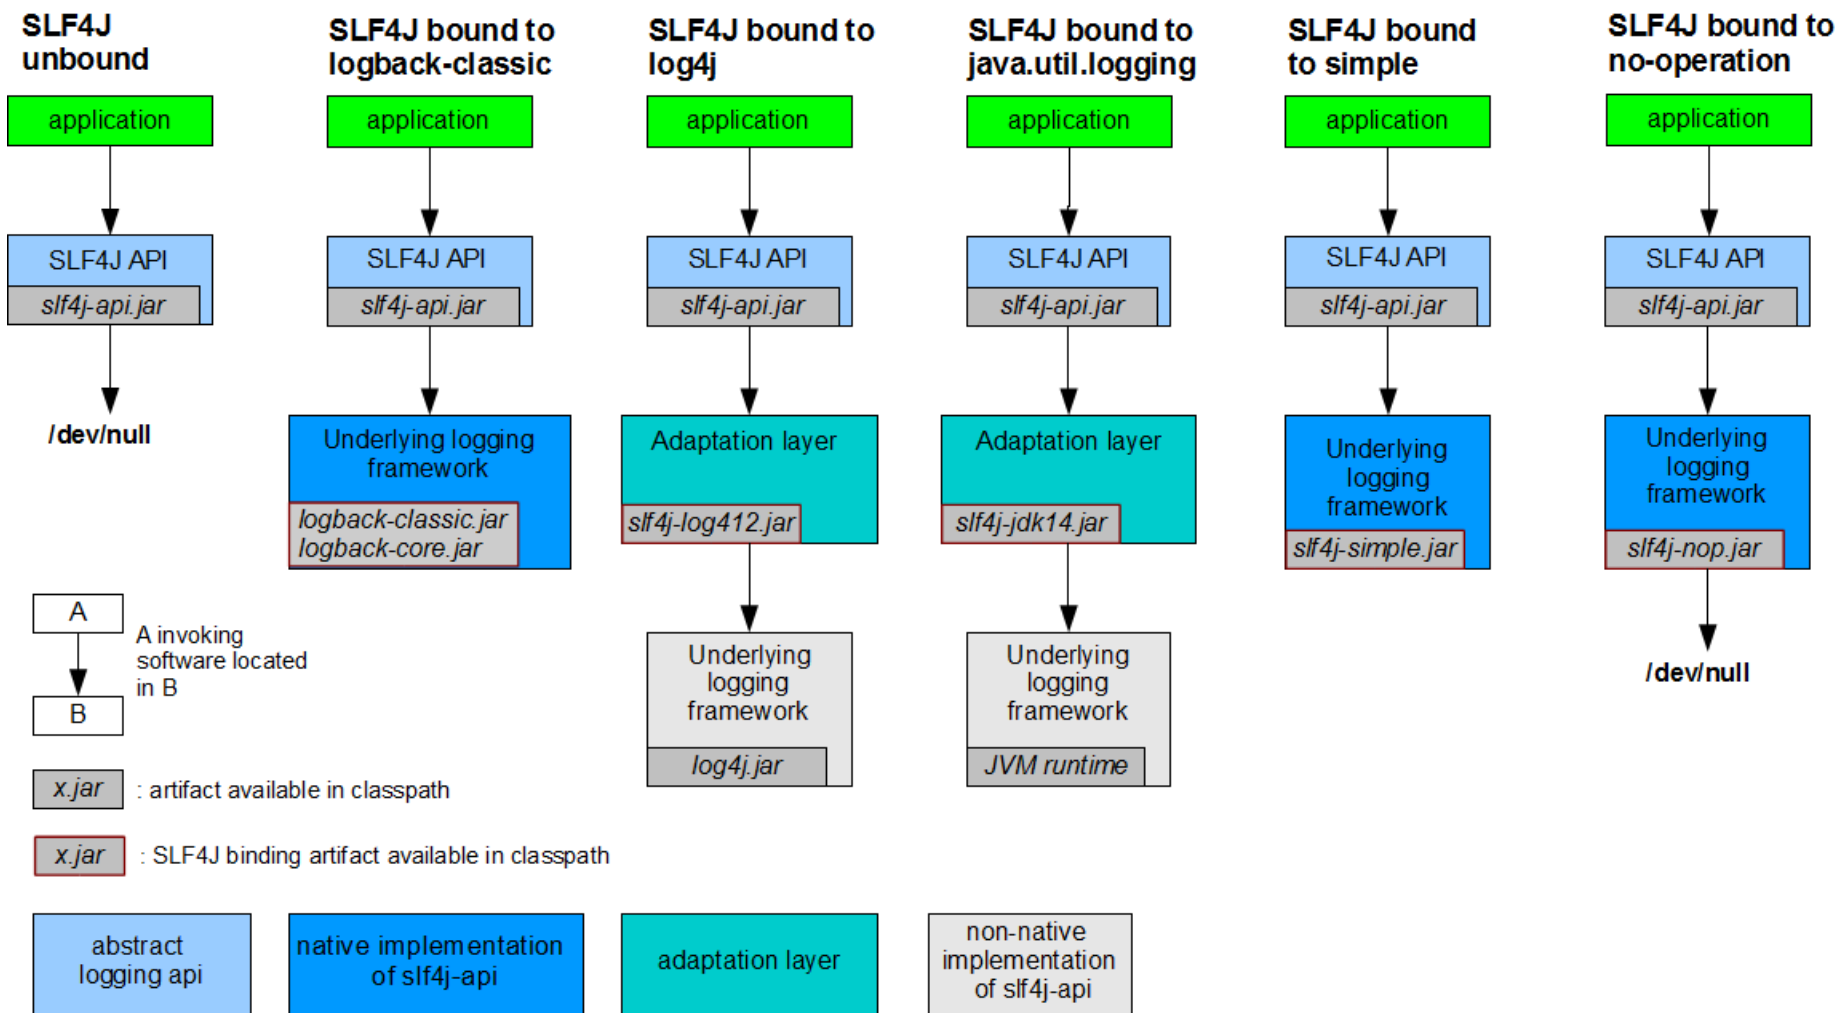 SLF4J
unbound
SLF4J bound to
logback-classic
SLF4J bound to
log4j
SLF4J bound to
java.util.logging
SLF4J bound
to simple
SLF4J bound to
no-operation
application
application
application
application
application
application
SLF4J API
slf4j-api.jar
SLF4J API
slf4j-api.jar
SLF4J API
slf4j-api.jar
SLF4J API
slf4j-api.jar
SLF4J API
slf4j-api.jar
SLF4J API
slf4j-api.jar
/dev/null
Underlying logging
framework
logback-classic.jar
logback-core.jar
Adaptation layer
slf4j-log412.jar
Adaptation layer
slf4j-jdk14.jar
Underlying
logging
framework
slf4j-simple.jar
Underlying
logging
framework
slf4j-nop.jar
Underlying
logging
framework
log4j.jar
Underlying
logging
framework
JVM runtime
/dev/null
A
A invoking
software located
in B
B
x.jar : artifact available in classpath
x.jar : SLF4J binding artifact available in classpath
abstract
logging api
native implementation
of slf4j-api
adaptation layer
non-native
implementation
of slf4j-api